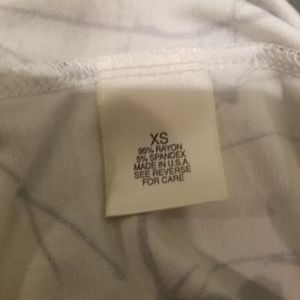 XS
95% RAYON
5% SPANDEX
MADE IN U.S.A.
SEE REVERSE
FOR CARE